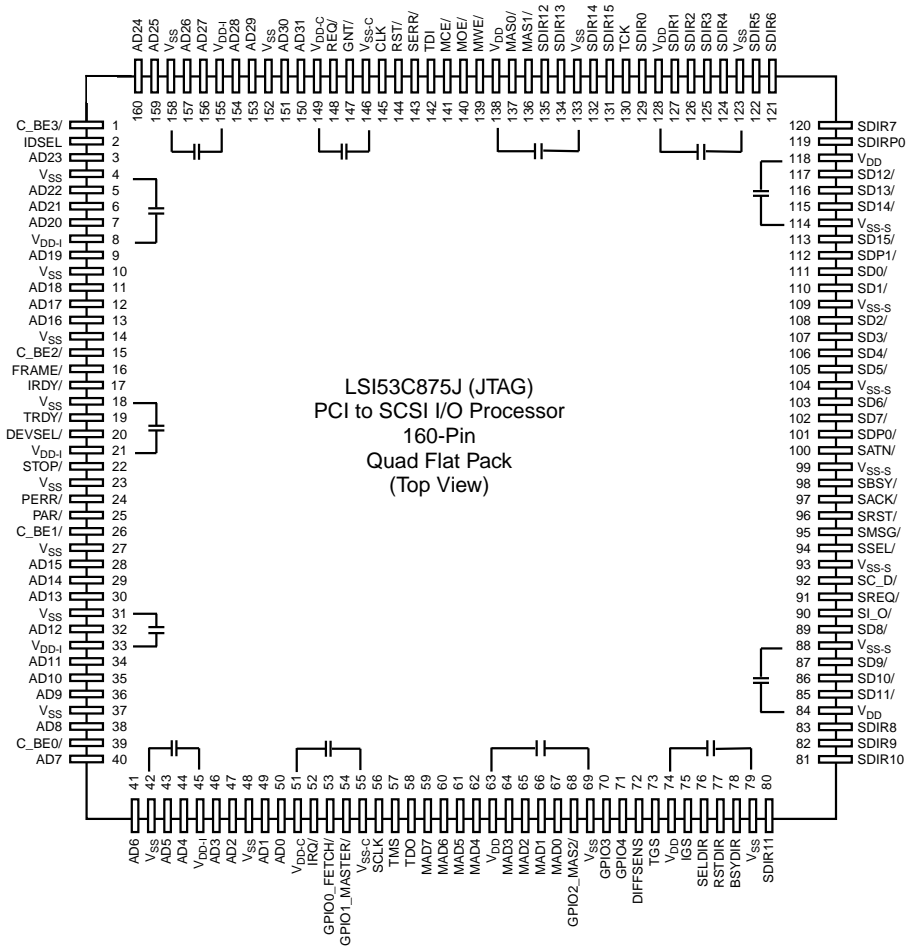 AD24 160
AD25 159
VSS 158
AD26 157
AD27 156
VDD-I 155
AD28 154
AD29 153
VSS 152
AD30 151
AD31 150
VDD-C 149
REQ/ 148
GNT/ 147
VSS-C 146
CLK 145
RST/ 144
SERR/ 143
TDI 142
MCE/ 141
MOE/ 140
MWE/ 139
VDD 138
MAS0/ 137
MAS1/ 136
SDIR12 135
SDIR13 134
VSS 133
SDIR14 132
SDIR15 131
TCK 130
SDIR0 129
VDD 128
SDIR1 127
SDIR2 126
SDIR3 125
SDIR4 124
VSS 123
SDIR5 122
SDIR6 121
C_BE3/ 1
IDSEL 2
AD23 3
VSS 4
AD22 5
AD21 6
AD20 7
VDD-I 8
AD19 9
VSS 10
AD18 11
AD17 12
AD16 13
VSS 14
C_BE2/ 15
FRAME/ 16
IRDY/ 17
VSS 18
TRDY/ 19
DEVSEL/ 20
VDD-I 21
STOP/ 22
VSS 23
PERR/ 24
PAR/ 25
C_BE1/ 26
VSS 27
AD15 28
AD14 29
AD13 30
VSS 31
AD12 32
VDD-I 33
AD11 34
AD10 35
AD9 36
VSS 37
AD8 38
C_BE0/ 39
AD7 40
LSI53C875J (JTAG)
PCI to SCSI I/O Processor
160-Pin
Quad Flat Pack
(Top View)
120 SDIR7
119 SDIRP0
118 VDD
117 SD12/
116 SD13/
115 SD14/
114 VSS-S
113 SD15/
112 SDP1/
111 SD0/
110 SD1/
109 VSS-S
108 SD2/
107 SD3/
106 SD4/
105 SD5/
104 VSS-S
103 SD6/
102 SD7/
101 SDP0/
100 SATN/
99 VSS-S
98 SBSY/
97 SACK/
96 SRST/
95 SMSG/
94 SSEL/
93 VSS-S
92 SC_D/
91 SREQ/
90 SI_O/
89 SD8/
88 VSS-S
87 SD9/
86 SD10/
85 SD11/
84 VDD
83 SDIR8
82 SDIR9
81 SDIR10
41 AD6
42 VSS
43 AD5
44 AD4
45 VDD-I
46 AD3
47 AD2
48 VSS
49 AD1
50 AD0
51 VDD-C
52 IRQ/
53 GPIO0_FETCH/
54 GPIO1_MASTER/
55 VSS-C
56 SCLK
57 TMS
58 TDO
59 MAD7
60 MAD6
61 MAD5
62 MAD4
63 VDD
64 MAD3
65 MAD2
66 MAD1
67 MAD0
68 GPIO2_MAS2/
69 VSS
70 GPIO3
71 GPIO4
72 DIFFSENS
73 TGS
74 VDD
75 IGS
76 SELDIR
77 RSTDIR
78 BSYDIR
79 VSS
80 SDIR11